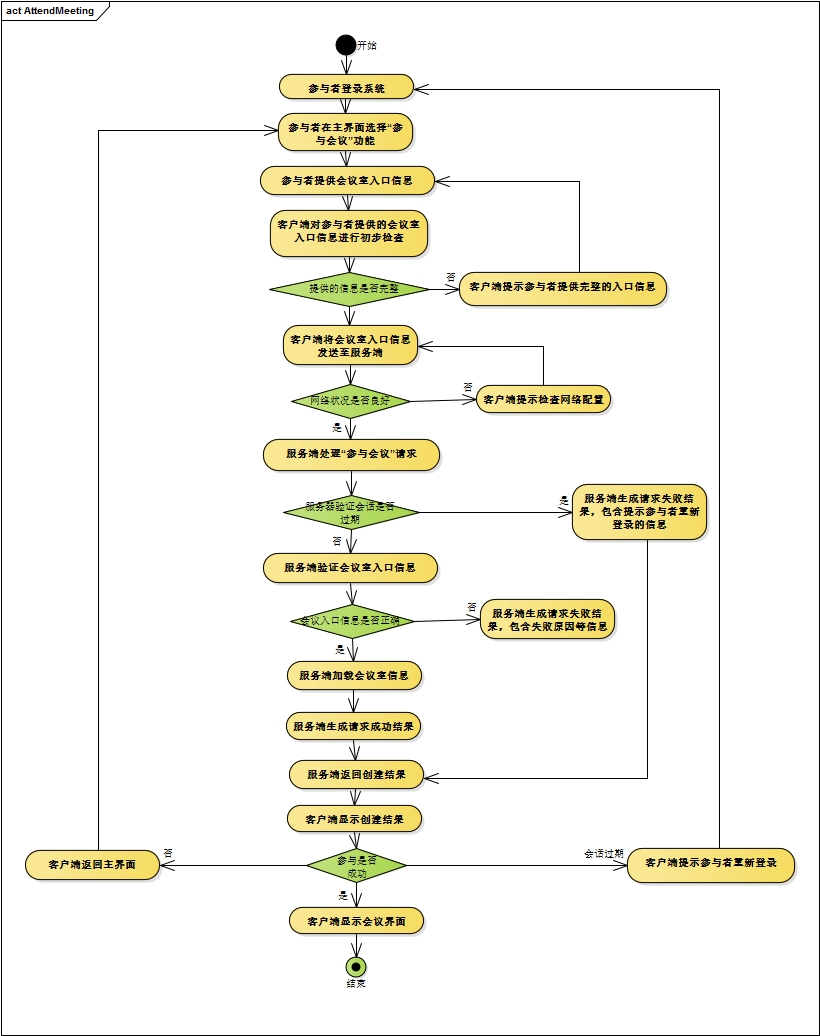 act AttendMeeting
开始
参与者登录系统
参与者在主界面选择“参
与会议”功能
参与者提供会议室入口信息
客户端对参与者提供的会议室
入口信息进行初步检查
提供的信息是否完整
否
客户端提示参与者提供完整的入口信息
客户端将会议室入口信息
发送至服务端
网络状况是否良好
否
客户端提示检查网络配置
是
服务端处理“参与会议”请求
服务器验证会话是否
过期
是
服务端生成请求失败结
果，包含提示参与者重新
登录的信息
否
服务端验证会议室入口信息
会议入口信息是否正确
否
服务端生成请求失败结
果，包含失败原因等信息
是
服务端加载会议室信息
服务端生成请求成功结果
服务端返回创建结果
客户端显示创建结果
参与是否
成功
否
客户端返回主界面
会话过期
客户端提示参与者重新登录
是
客户端显示会议界面
结束